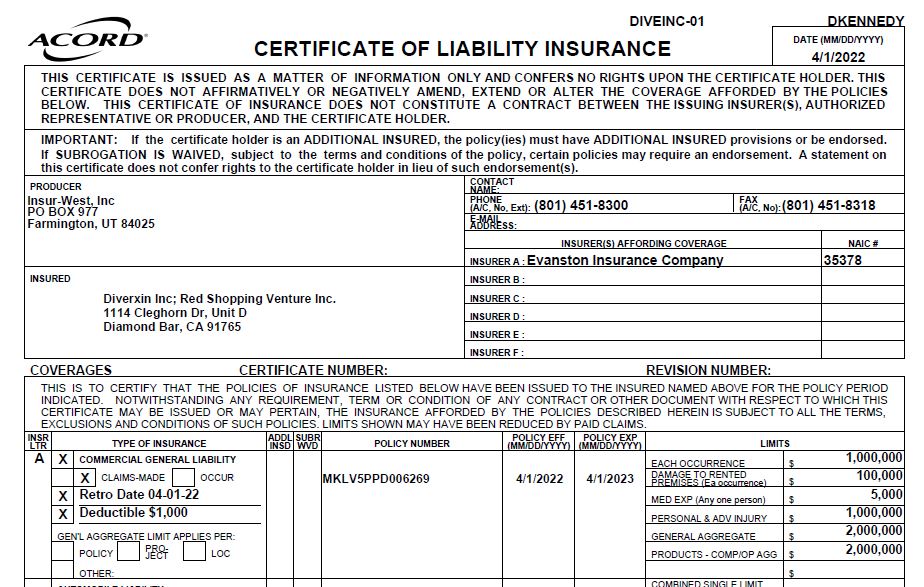 DIVEINC-01 DKENNEDY
ACORD®
CERTIFICATE OF LIABILITY INSURANCE
DATE (MM/DD/YYYY)
4/1/2022
THIS CERTIFICATE IS ISSUED AS A MATTER OF INFORMATION ONLY AND CONFERS NO RIGHTS UPON THE CERTIFICATE HOLDER. THIS
CERTIFICATE DOES NOT AFFIRMATIVELY OR NEGATIVELY AMEND, EXTEND OR ALTER THE COVERAGE AFFORDED BY THE POLICIES
BELOW. THIS CERTIFICATE OF INSURANCE DOES NOT CONSTITUTE A CONTRACT BETWEEN THE ISSUING INSURER(S), AUTHORIZED
REPRESENTATIVE OR PRODUCER, AND THE CERTIFICATE HOLDER.
IMPORTANT: If the certificate holder is an ADDITIONAL INSURED, the policy(ies) must have ADDITIONAL INSURED provisions or be endorsed.
If SUBROGATION IS WAIVED, subject to the terms and conditions of the policy, certain policies may require an endorsement. A statement on
this certificate does not confer rights to the certificate holder in lieu of such endorsement(s).
PRODUCER
Insur-West, Inc
PO BOX 977
Farmington, UT 84025
CONTACT
NAME:
PHONE
(A/C, No, Ext): (801) 451-8300
FAX
(A/C, No): (801) 451-8318
E-MAIL
ADDRESS:
INSURER(S) AFFORDING COVERAGE NAIC #
INSURER A : Evanston Insurance Company 35378
INSURED
Diverxin Inc; Red Shopping Venture Inc.
1114 Cleghorn Dr, Unit D
Diamond Bar, CA 91765
INSURER B :
INSURER C :
INSURER D :
INSURER E :
INSURER F :
COVERAGES CERTIFICATE NUMBER: REVISION NUMBER:
THIS IS TO CERTIFY THAT THE POLICIES OF INSURANCE LISTED BELOW HAVE BEEN ISSUED TO THE INSURED NAMED ABOVE FOR THE POLICY PERIOD
INDICATED. NOTWITHSTANDING ANY REQUIREMENT, TERM OR CONDITION OF ANY CONTRACT OR OTHER DOCUMENT WITH RESPECT TO WHICH THIS
CERTIFICATE MAY BE ISSUED OR MAY PERTAIN, THE INSURANCE AFFORDED BY THE POLICIES DESCRIBED HEREIN IS SUBJECT TO ALL THE TERMS,
EXCLUSIONS AND CONDITIONS OF SUCH POLICIES. LIMITS SHOWN MAY HAVE BEEN REDUCED BY PAID CLAIMS.
INSR
LTR
TYPE OF INSURANCE
ADDL
INSD
SUBR
WVD
POLICY NUMBER
POLICY EFF
(MM/DD/YYYY)
POLICY EXP
(MM/DD/YYYY)
LIMITS
A X COMMERCIAL GENERAL LIABILITY
X CLAIMS-MADE OCCUR
X Retro Date 04-01-22
X Deductible $1,000
GEN'L AGGREGATE LIMIT APPLIES PER:
POLICY PRO-JECT LOC
OTHER:
MKLV5PPD006269 4/1/2022 4/1/2023
EACH OCCURRENCE $ 1,000,000
DAMAGE TO RENTED
PREMISES (Ea occurrence) $ 100,000
MED EXP (Any one person) $ 5,000
PERSONAL & ADV INJURY $ 1,000,000
GENERAL AGGREGATE $ 2,000,000
PRODUCTS - COMP/OP AGG $ 2,000,000
$
COMBINED SINGLE LIMIT